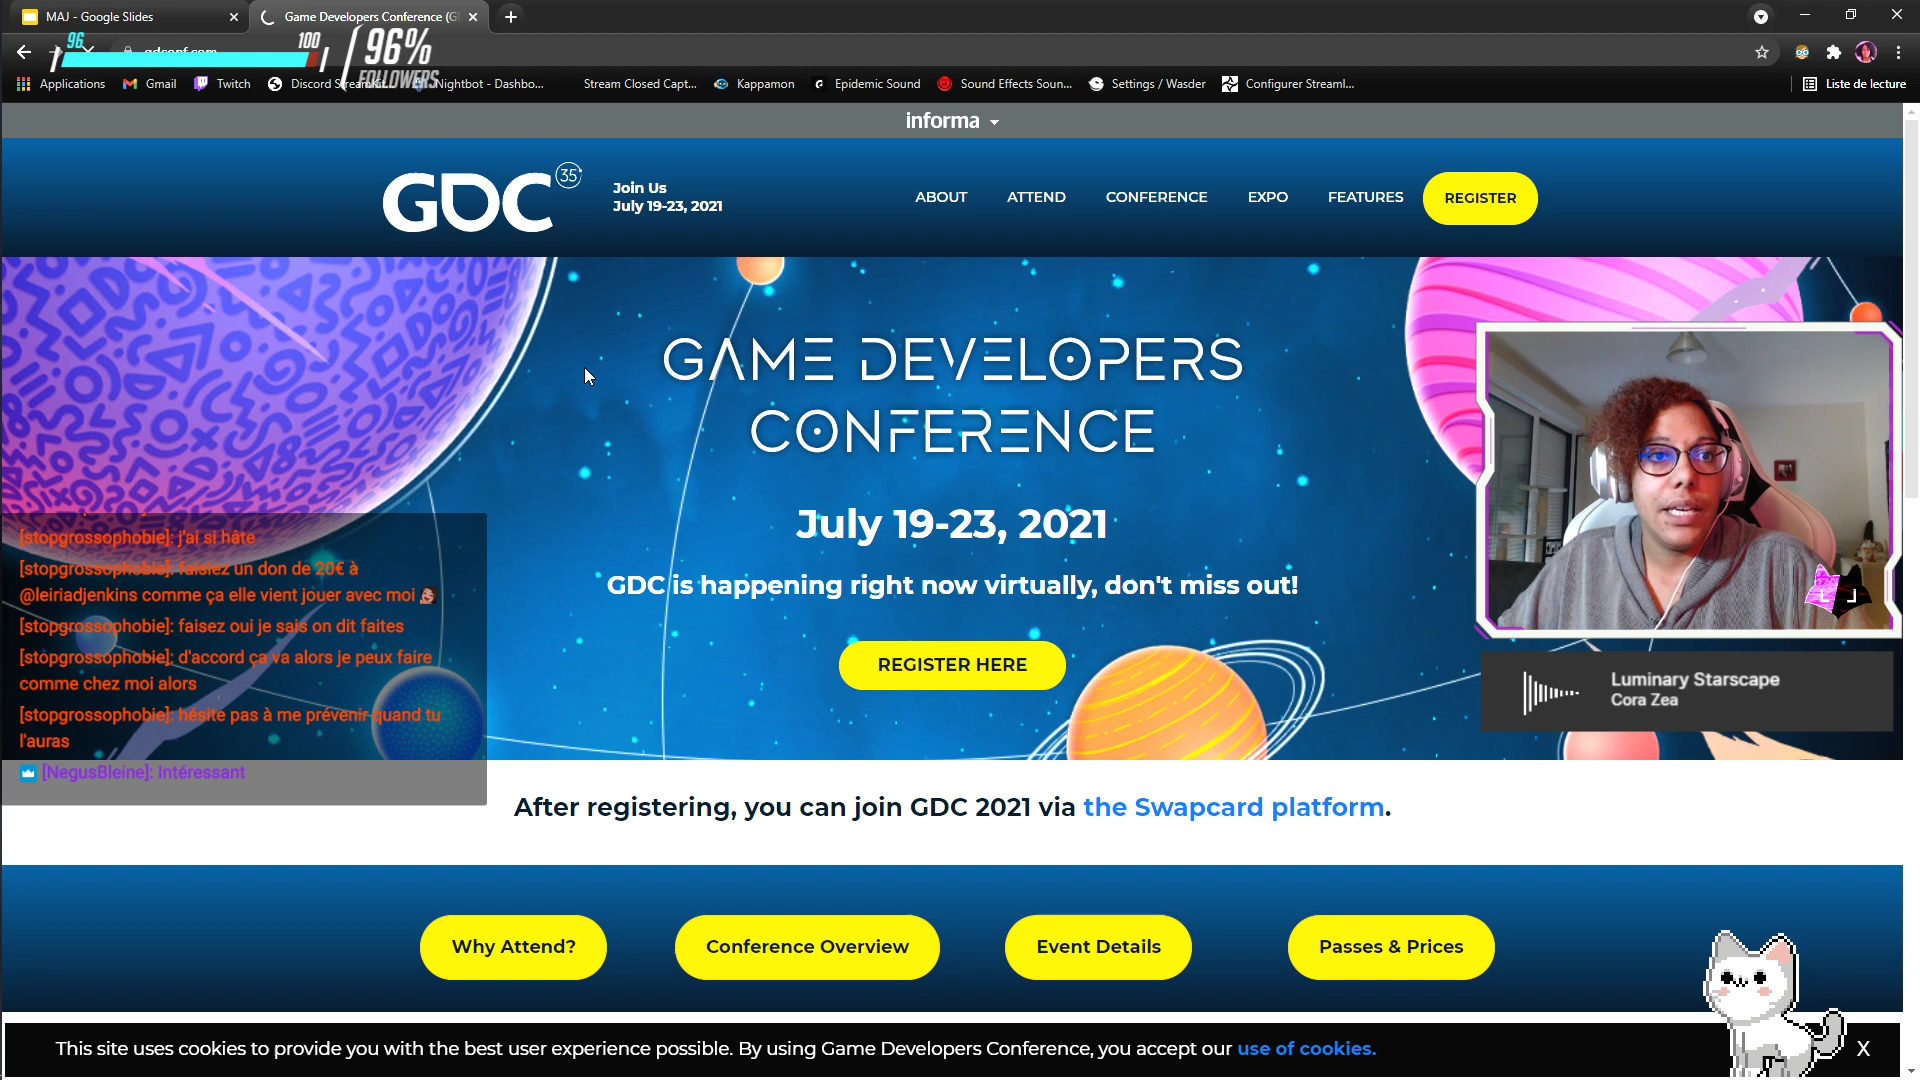 MAJ - Google Slides
Game Developers Conference (G
96
100
96%
FOLLOWERS
gdconf.com
Applications
Gmail
Twitch
Discord StreamKit...
Nightbot - Dashbo...
Stream Closed Capt...
Kappamon
Epidemic Sound
Sound Effects Soun...
Settings / Wasder
Configurer Streaml...
Liste de lecture
informa
GDC 35
Join Us
July 19-23, 2021
ABOUT
ATTEND
CONFERENCE
EXPO
FEATURES
REGISTER
GAME DEVELOPERS
CONFERENCE
July 19-23, 2021
GDC is happening right now virtually, don't miss out!
REGISTER HERE
[stopgrossophobie]: j'ai si hâte
[stopgrossophobie]: faisiez un don de 20€ à
@leiriadjenkins comme ça elle vient jouer avec moi
[stopgrossophobie]: faisez oui je sais on dit faites
[stopgrossophobie]: d'accord ça va alors je peux faire
comme chez moi alors
[stopgrossophobie]: hésite pas à me prévenir quand tu
l'auras
[NegusBleine]: Intéressant
L J
Luminary Starscape
Cora Zea
After registering, you can join GDC 2021 via the Swapcard platform.
Why Attend?
Conference Overview
Event Details
Passes & Prices
This site uses cookies to provide you with the best user experience possible. By using Game Developers Conference, you accept our use of cookies.
X